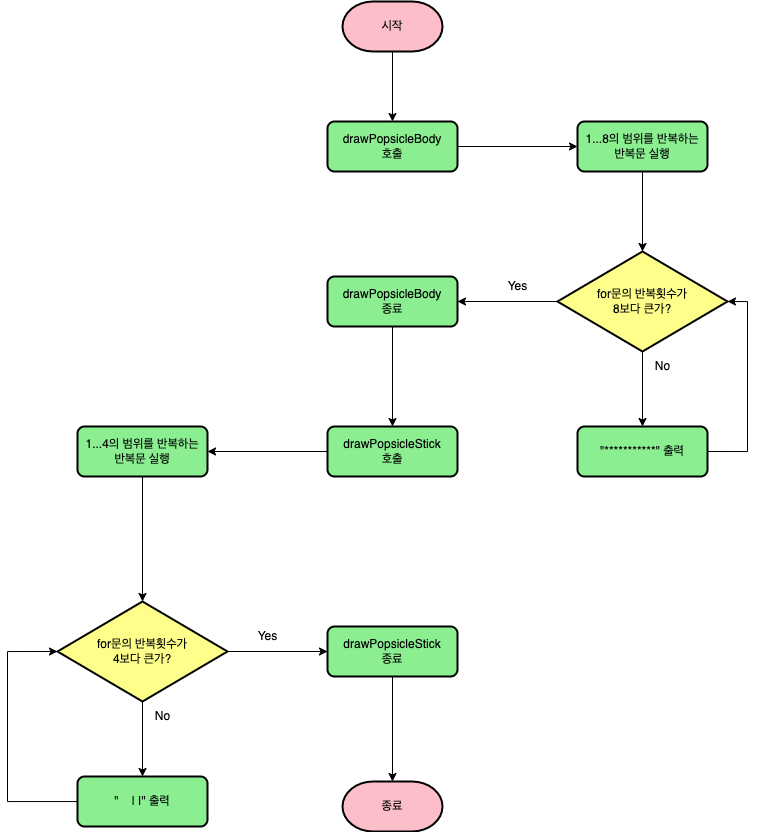 시작
drawPopsicleBody
호출
1...8의 범위를 반복하는
반복문 실행
for문의 반복횟수가
8보다 큰가?
Yes
No
"***********" 출력
drawPopsicleBody
종료
drawPopsicleStick
호출
1...4의 범위를 반복하는
반복문 실행
for문의 반복횟수가
4보다 큰가?
Yes
No
"    | |" 출력
drawPopsicleStick
종료
종료